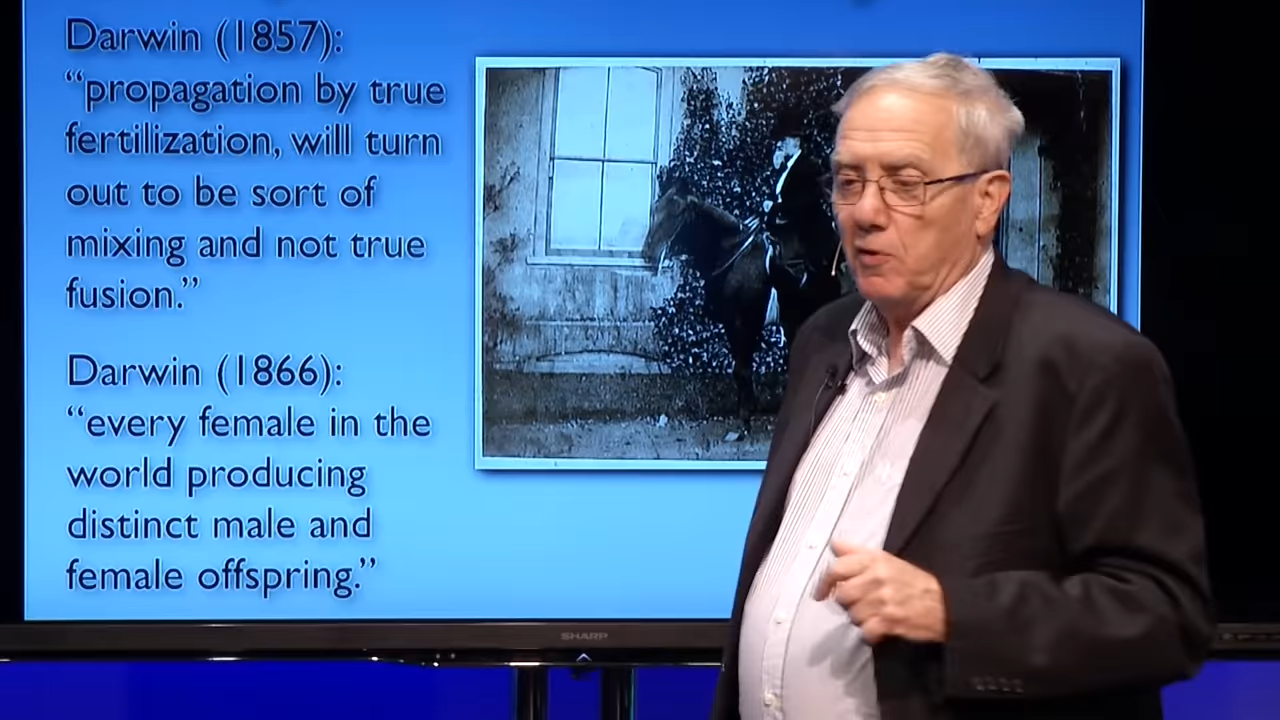 Darwin (1857):
“propagation by true
fertilization, will turn
out to be sort of
mixing and not true
fusion.”
Darwin (1866):
“every female in the
world producing
distinct male and
female offspring.”
SHARP